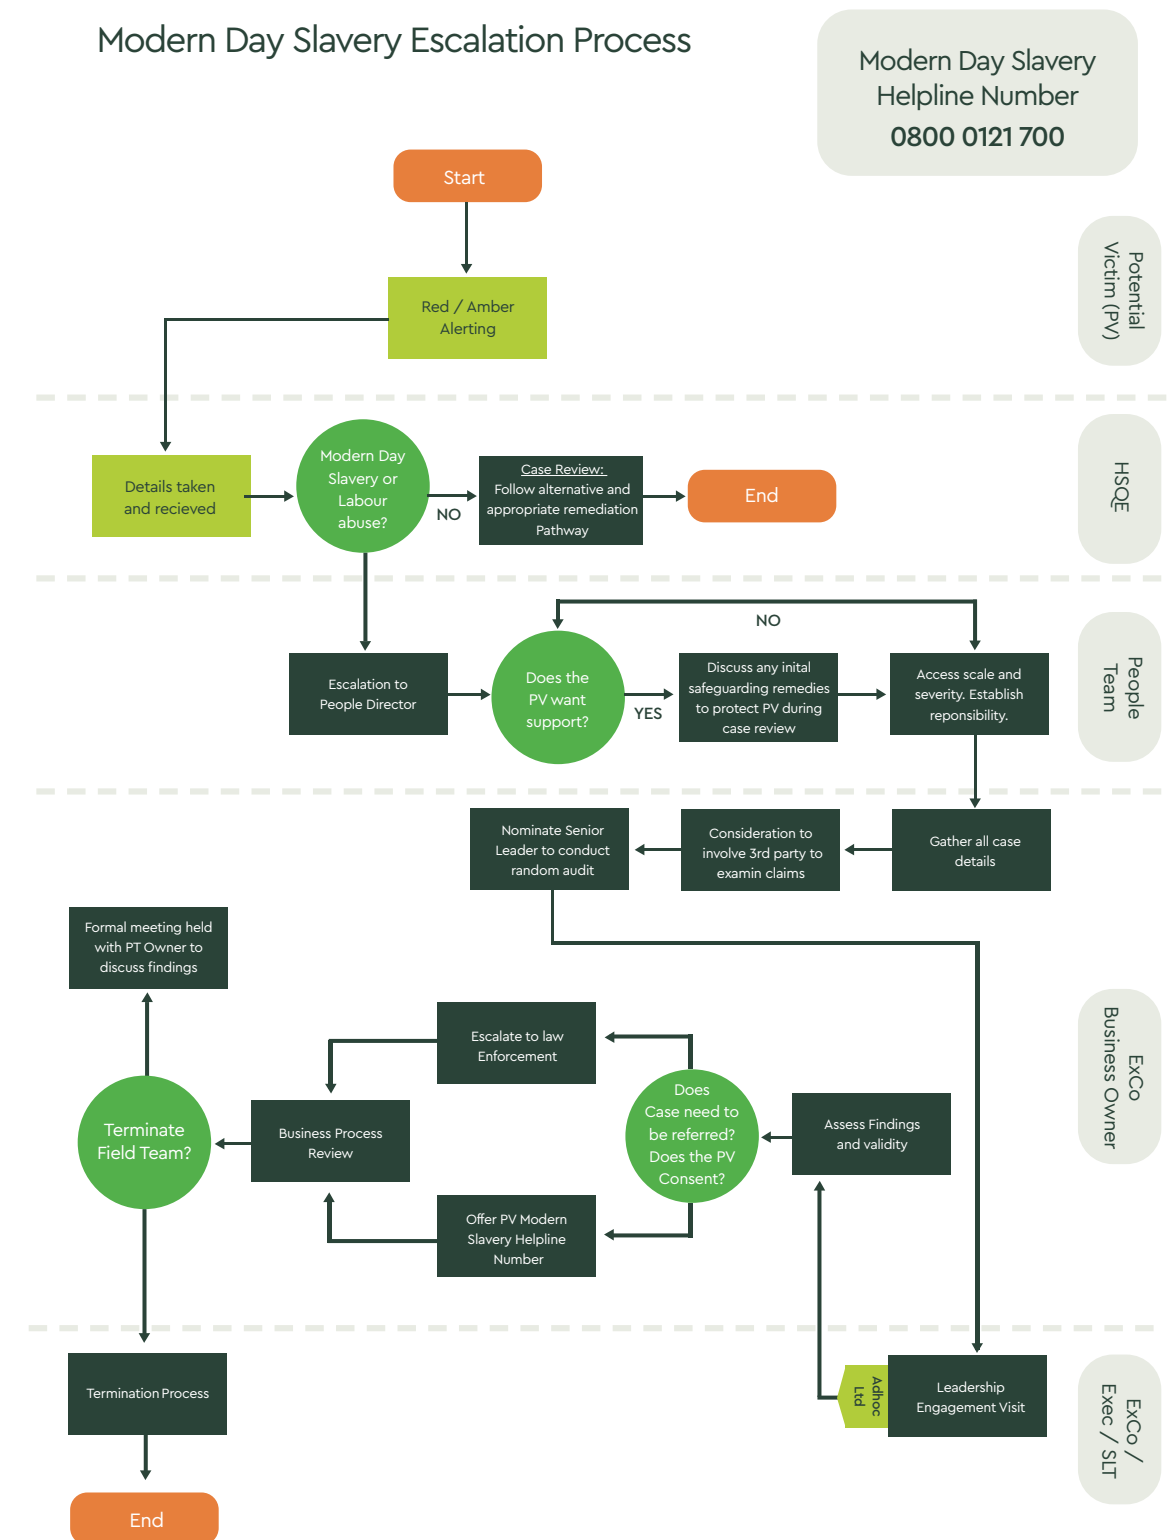 Modern Day Slavery Escalation Process
Modern Day Slavery
Helpline Number
0800 0121 700
Start
Red / Amber
Alerting
Potential
Victim (PV)
Details taken
and recieved
Modern Day
Slavery or
Labour
abuse?
NO
Case Review:
Follow alternative and
appropriate remediation
Pathway
End
HSQE
NO
Escalation to
People Director
Does the
PV want
support?
YES
Discuss any inital
safeguarding remedies
to protect PV during
case review
Access scale and
severity. Establish
reponsibility.
People
Team
Nominate Senior
Leader to conduct
random audit
Consideration to
involve 3rd party to
examin claims
Gather all case
details
Formal meeting held
with PT Owner to
discuss findings
Escalate to law
Enforcement
Does
Case need to
be referred?
Does the PV
Consent?
Assess Findings
and validity
Terminate
Field Team?
Business Process
Review
Offer PV Modern
Slavery Helpline
Number
ExCo
Business Owner
Termination Process
Adhoc
Ltd
Leadership
Engagement Visit
ExCo /
Exec / SLT
End